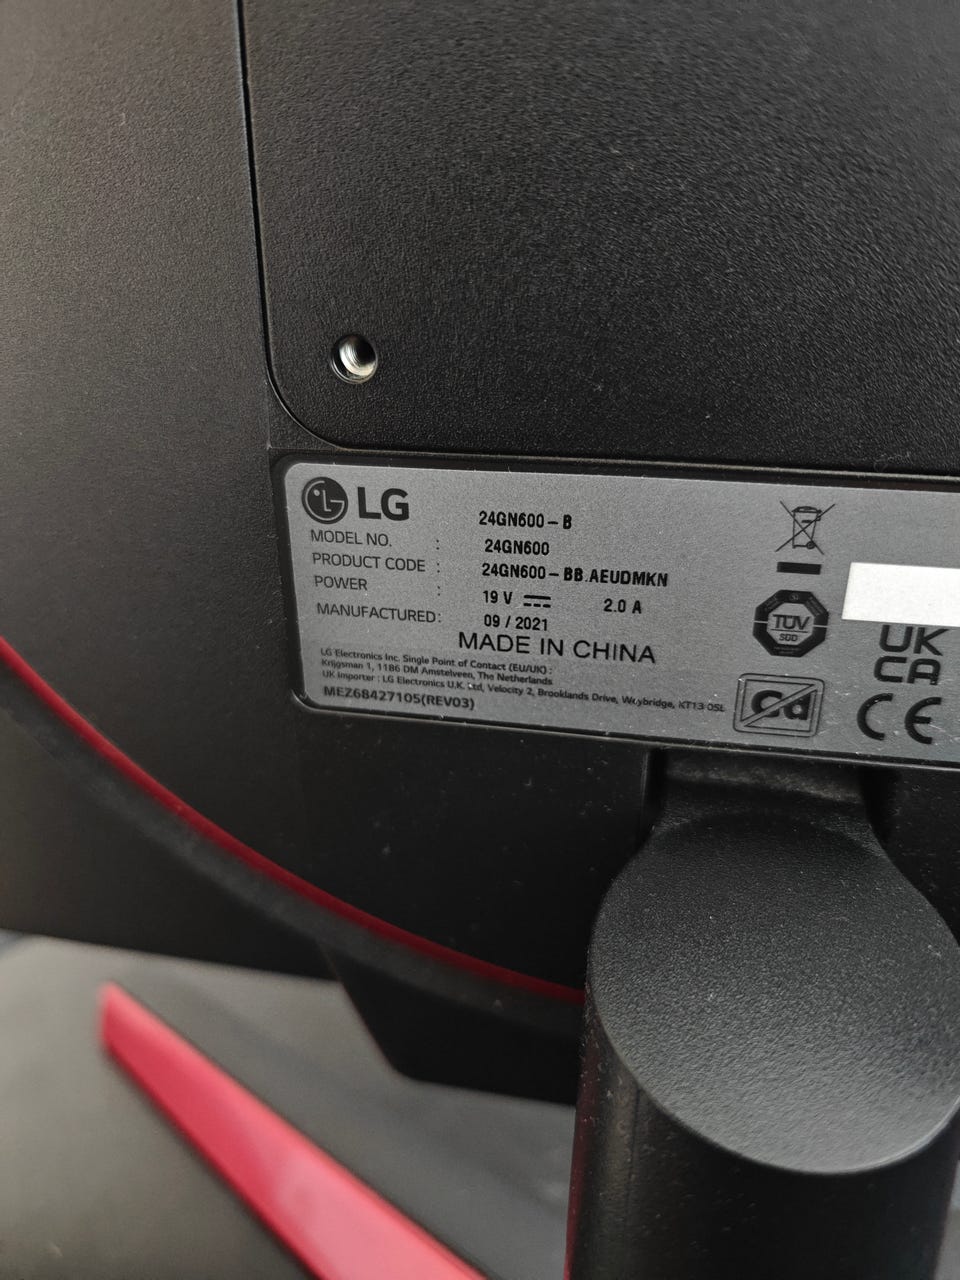 LG
24GN600-B
MODEL NO. : 24GN600
PRODUCT CODE : 24GN600-BB.AEUDMKN
POWER : 19 V 2.0 A
MANUFACTURED: 09 / 2021
MADE IN CHINA
LG Electronics Inc. Single Point of Contact (EU/UK) :
Krijgsman 1, 1186 DM Amstelveen, The Netherlands
UK Importer : LG Electronics U.K. Ltd, Velocity 2, Brooklands Drive, Weybridge, KT13 0SL
MEZ68427105(REV03)
TÜV
SÜD
Cd
UK
CA
CE